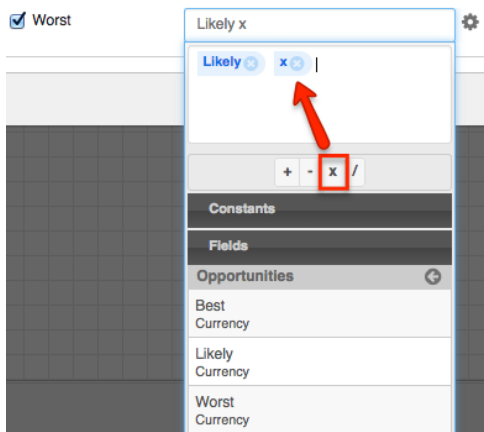 Worst
Likely x
Likely x
+ - x /
Constants
Fields
Opportunities
Best
Currency
Likely
Currency
Worst
Currency